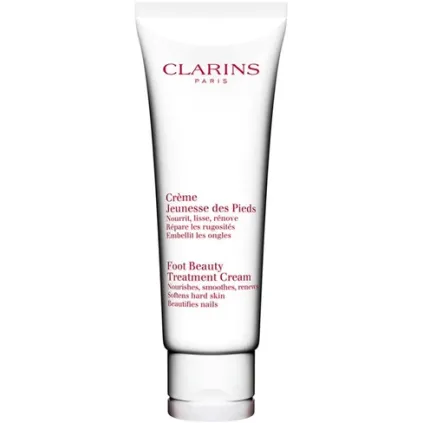 CLARINS
PARIS
Crème
Jeunesse des Pieds
Nourrit, lisse, rénove
Répare les rugosités
Embellit les ongles
Foot Beauty
Treatment Cream
Nourishes, smoothes, renew
Softens hard skin
Beautifies nails